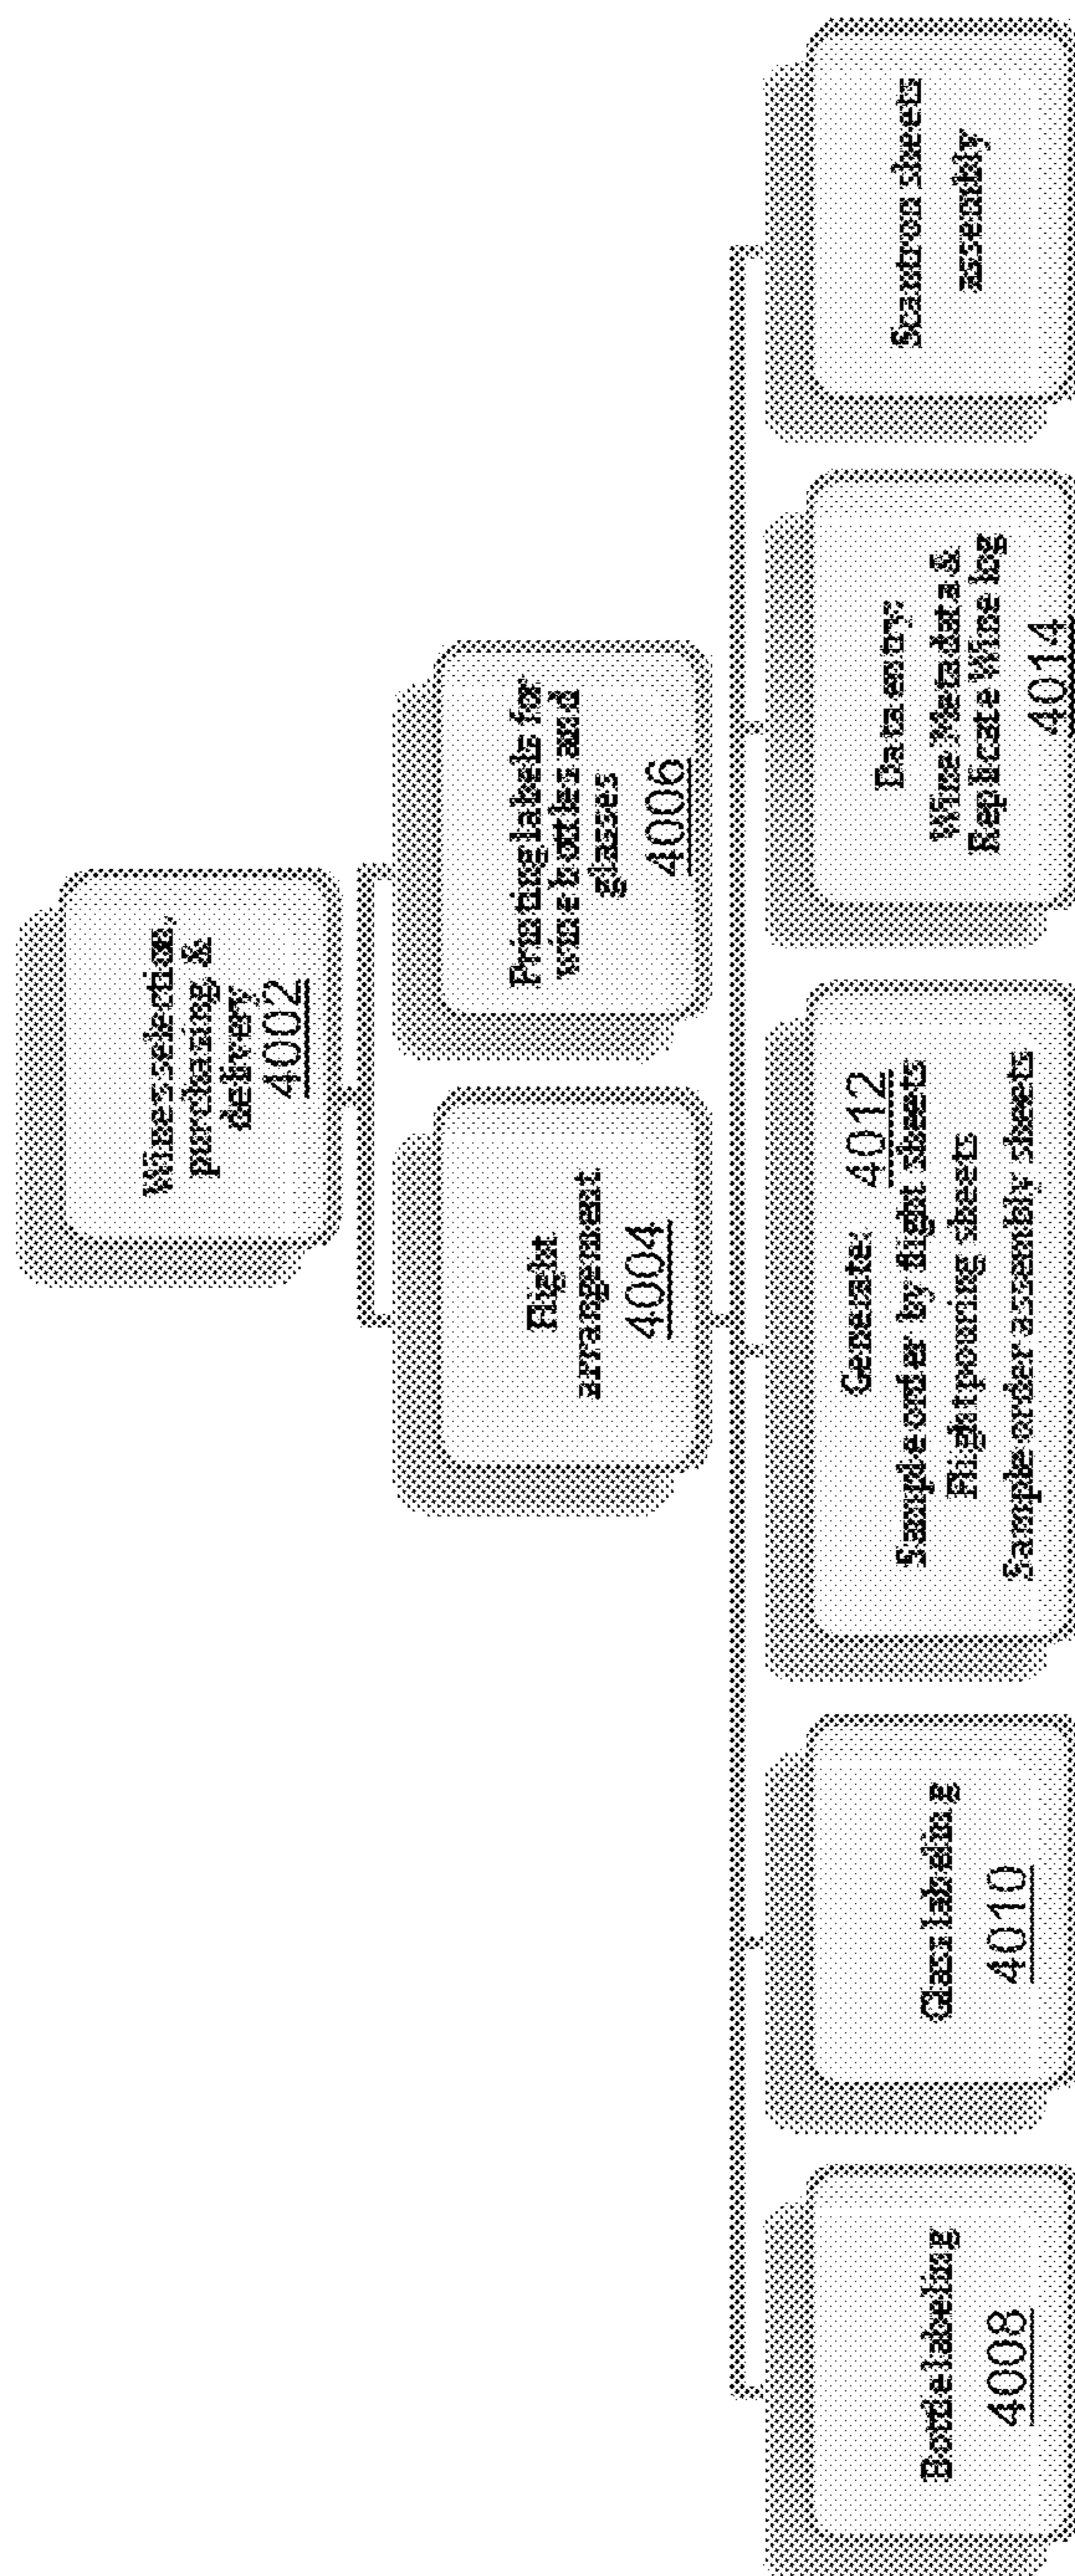 Wines selection,
purchasing, &
delivery
4002
Flight
arrangement
4004
Printing labels for
wine bottles and
glasses
4006
Bottle labeling
4008
Glass labeling
4010
Generate: 4012
Sample order by flight sheets
Flight pouring sheets
Sample order assembly sheets
Data entry:
Wine Metadata &
Replicate Wine log
4014
Scantron sheets
assembly